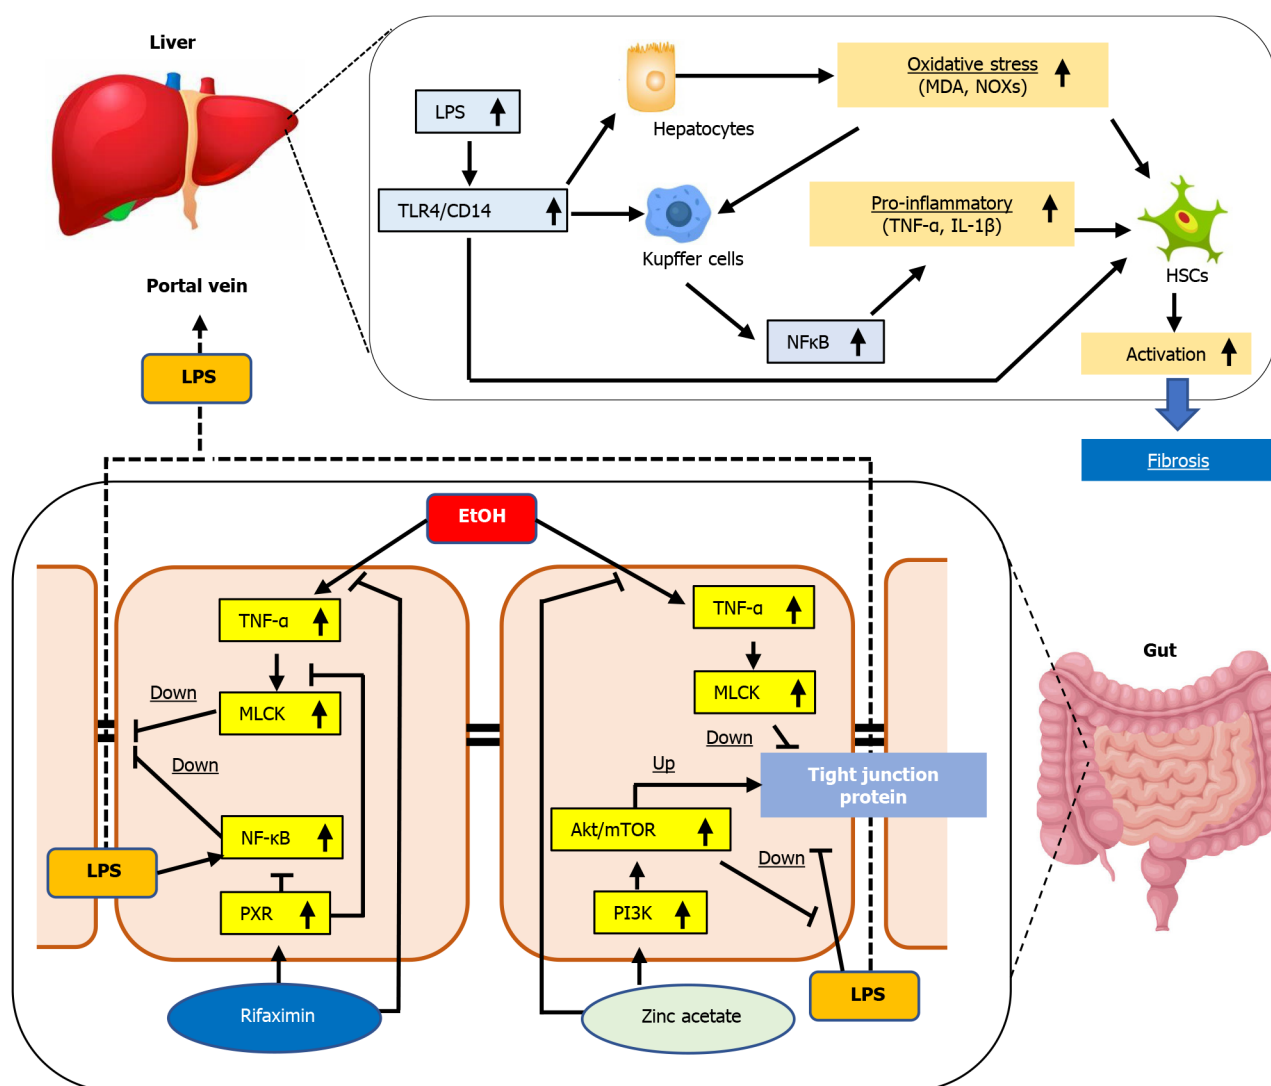 Liver
LPS
TLR4/CD14
Hepatocytes
Oxidative stress
(MDA, NOXs)
Kupffer cells
Pro-inflammatory
(TNF-α, IL-1β)
HSCs
NFκB
Activation
Fibrosis
Portal vein
LPS
EtOH
TNF-α
MLCK
Down
Down
NF-κB
LPS
PXR
Rifaximin
TNF-α
MLCK
Down
Up
Tight junction
protein
Akt/mTOR
Down
PI3K
LPS
Zinc acetate
Gut